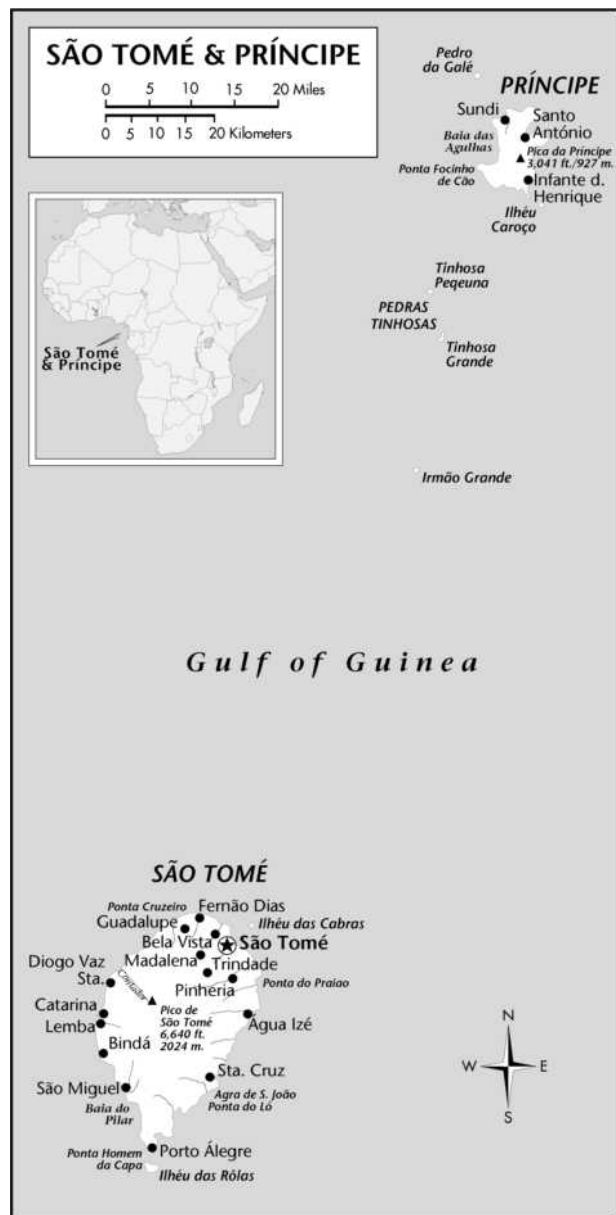 SÃO TOMÉ & PRÍNCIPE
0 5 10 15 20 Miles
0 5 10 15 20 Kilometers
Pedro
da Galé
PRÍNCIPE
Sundi
Santo
António
Baia das
Agulhas
Pica da Príncipe
3,041 ft./927 m.
Ponta Focinho
de Cão
Infante d.
Henrique
Ilhéu
Caroço
São Tomé
& Príncipe
Tinhosa
Peqeuna
PEDRAS
TINHOSAS
Tinhosa
Grande
Irmão Grande
Gulf of Guinea
SÃO TOMÉ
Ponta Cruzeiro
Fernão Dias
Guadalupe
Ilhéu das Cabras
Bela Vista
São Tomé
Madalena
Trindade
Diogo Vaz
Sta.
Contador
Pinheria
Ponta do Praiao
Catarina
Pico de
São Tomé
6,640 ft.
2024 m.
Lemba
Água Izé
Bindá
Sta. Cruz
São Miguel
Agra de S. João
Baia do
Pilar
Ponta do Ló
Ponta Homem
da Capa
Porto Álegre
Ilhéu das Rôlas
N
W E
S